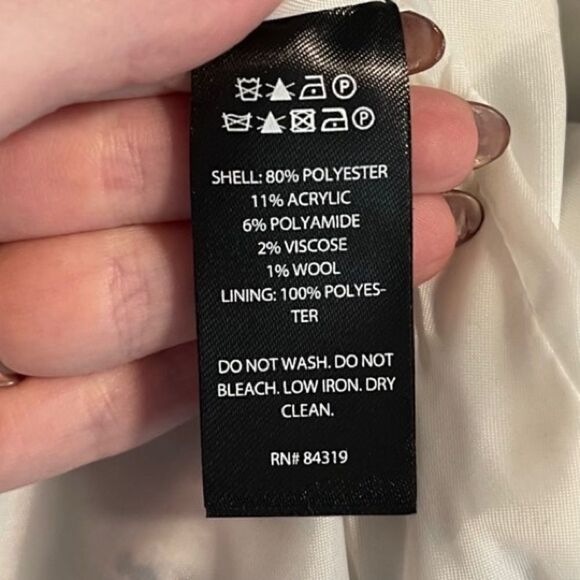 P
P
SHELL: 80% POLYESTER
11% ACRYLIC
6% POLYAMIDE
2% VISCOSE
1% WOOL
LINING: 100% POLYES-
TER
DO NOT WASH. DO NOT
BLEACH. LOW IRON. DRY
CLEAN.
RN# 84319